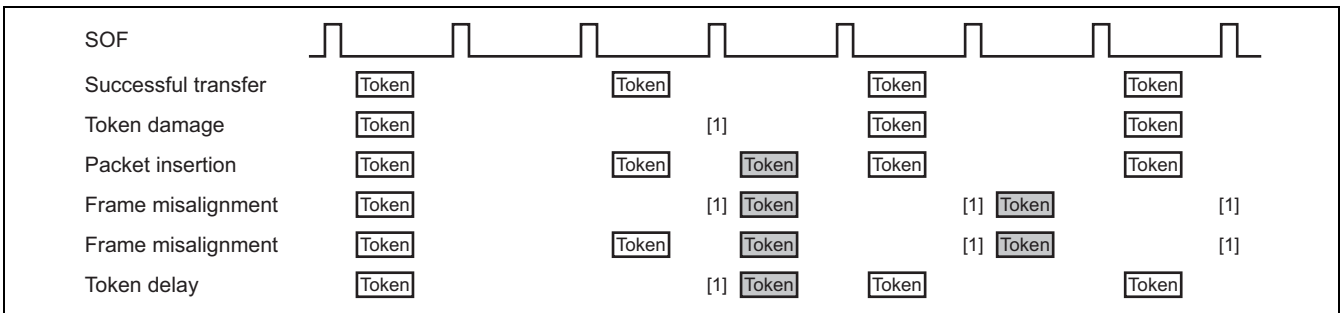 SOF
Successful transfer Token Token Token Token
Token damage Token [1] Token Token
Packet insertion Token Token Token Token Token
Frame misalignment Token [1] Token [1] Token [1]
Frame misalignment Token Token Token [1] Token [1]
Token delay Token [1] Token Token Token